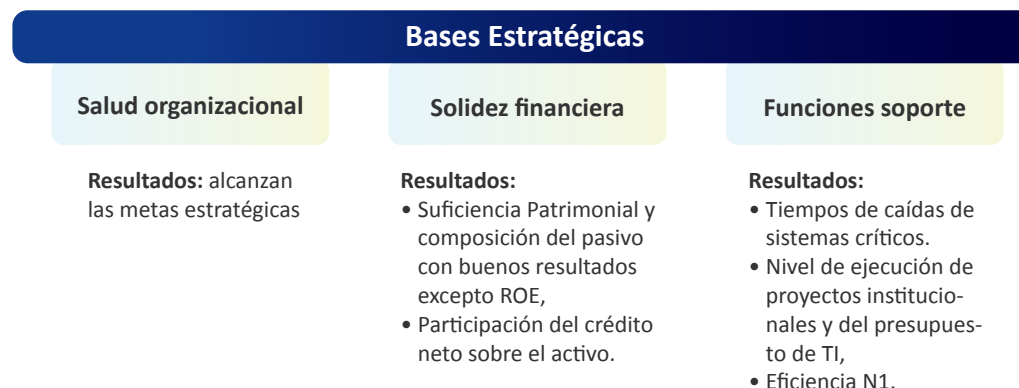 Bases Estratégicas
Salud organizacional
Resultados: alcanzan
las metas estratégicas
Solidez financiera
Resultados:
• Suficiencia Patrimonial y
composición del pasivo
con buenos resultados
excepto ROE,
• Participación del crédito
neto sobre el activo.
Funciones soporte
Resultados:
• Tiempos de caídas de
sistemas críticos.
• Nivel de ejecución de
proyectos institucio-
nales y del presupues-
to de TI,
• Eficiencia N1.